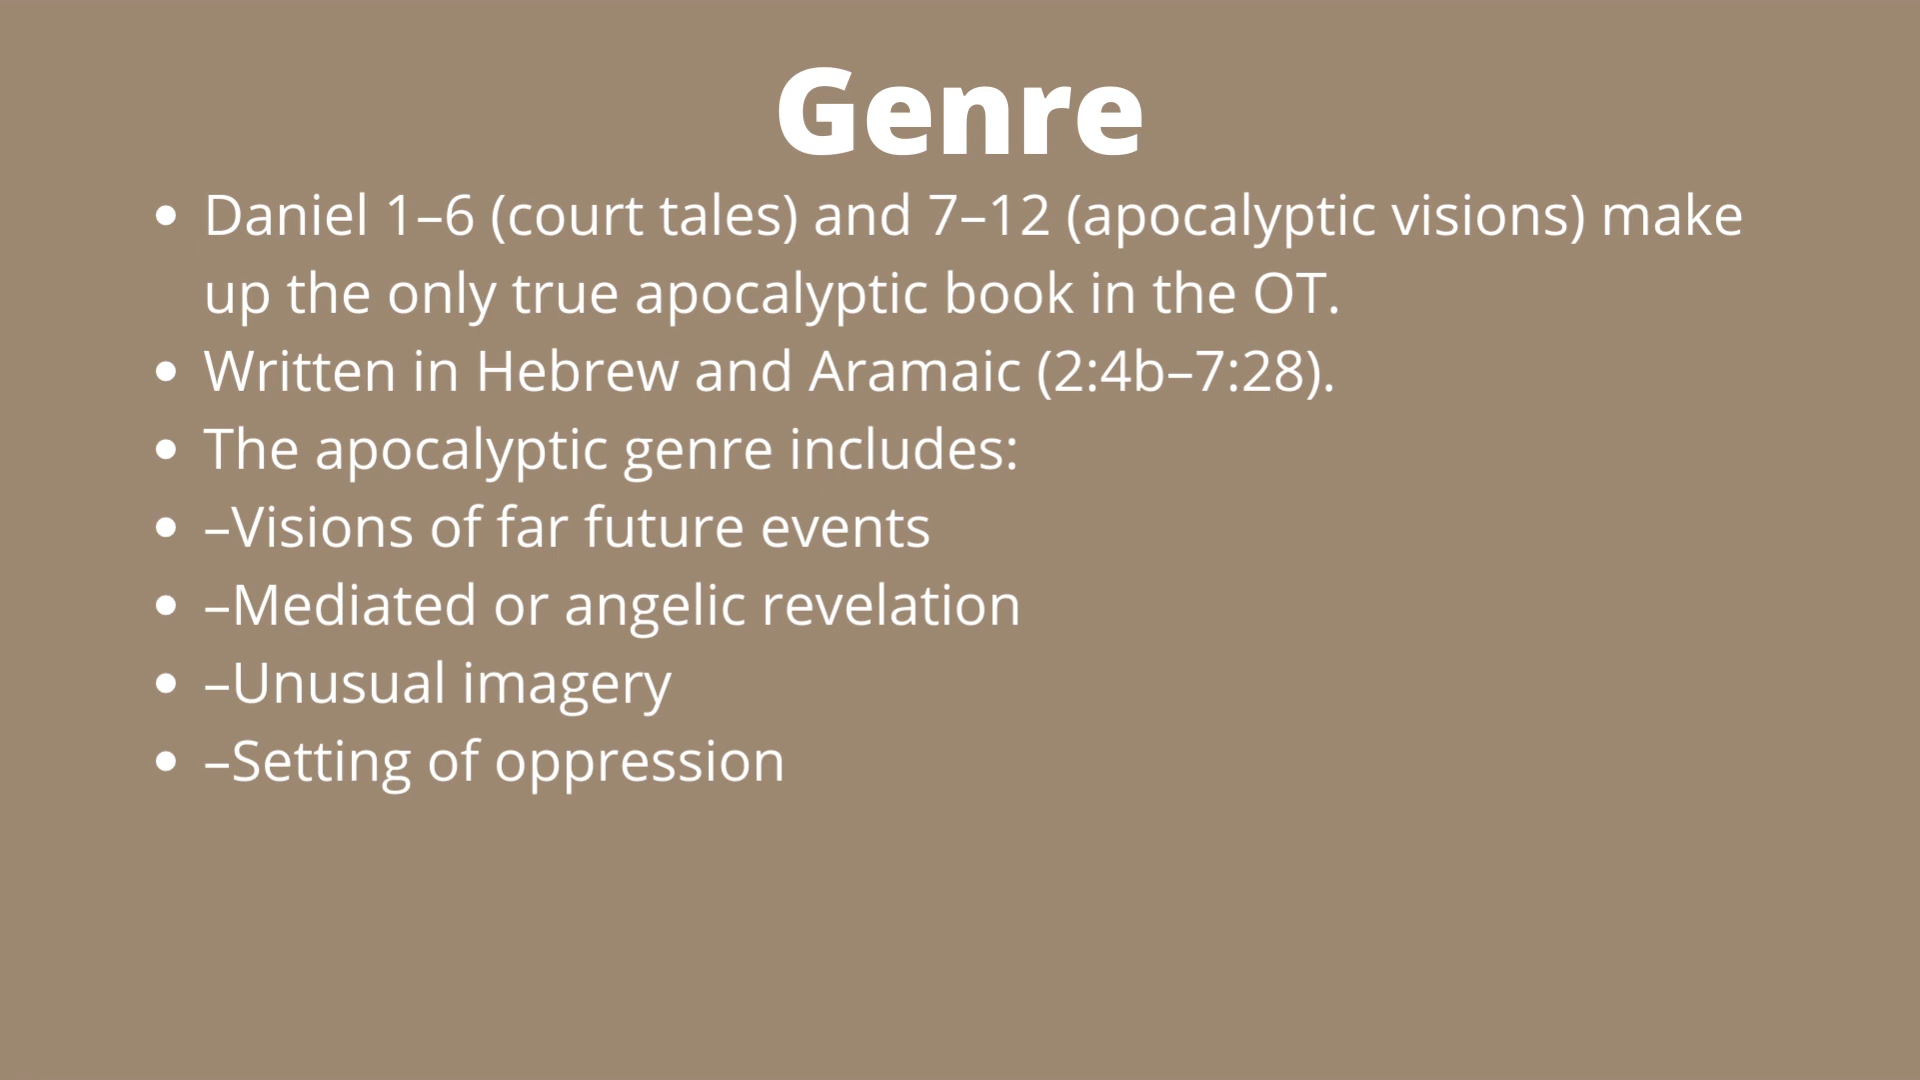 Genre
• Daniel 1–6 (court tales) and 7–12 (apocalyptic visions) make
up the only true apocalyptic book in the OT.
• Written in Hebrew and Aramaic (2:4b–7:28).
• The apocalyptic genre includes:
• –Visions of far future events
• –Mediated or angelic revelation
• –Unusual imagery
• –Setting of oppression